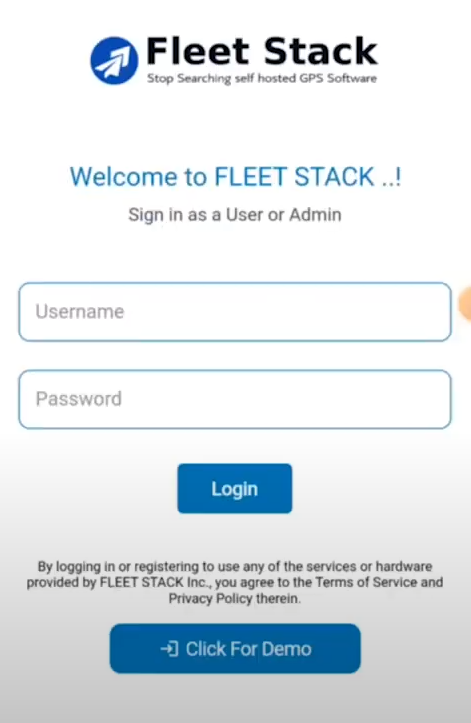 Fleet Stack
Stop Searching self hosted GPS Software
Welcome to FLEET STACK ..!
Sign in as a User or Admin
Username
Password
Login
By logging in or registering to use any of the services or hardware
provided by FLEET STACK Inc., you agree to the Terms of Service and
Privacy Policy therein.
Click For Demo